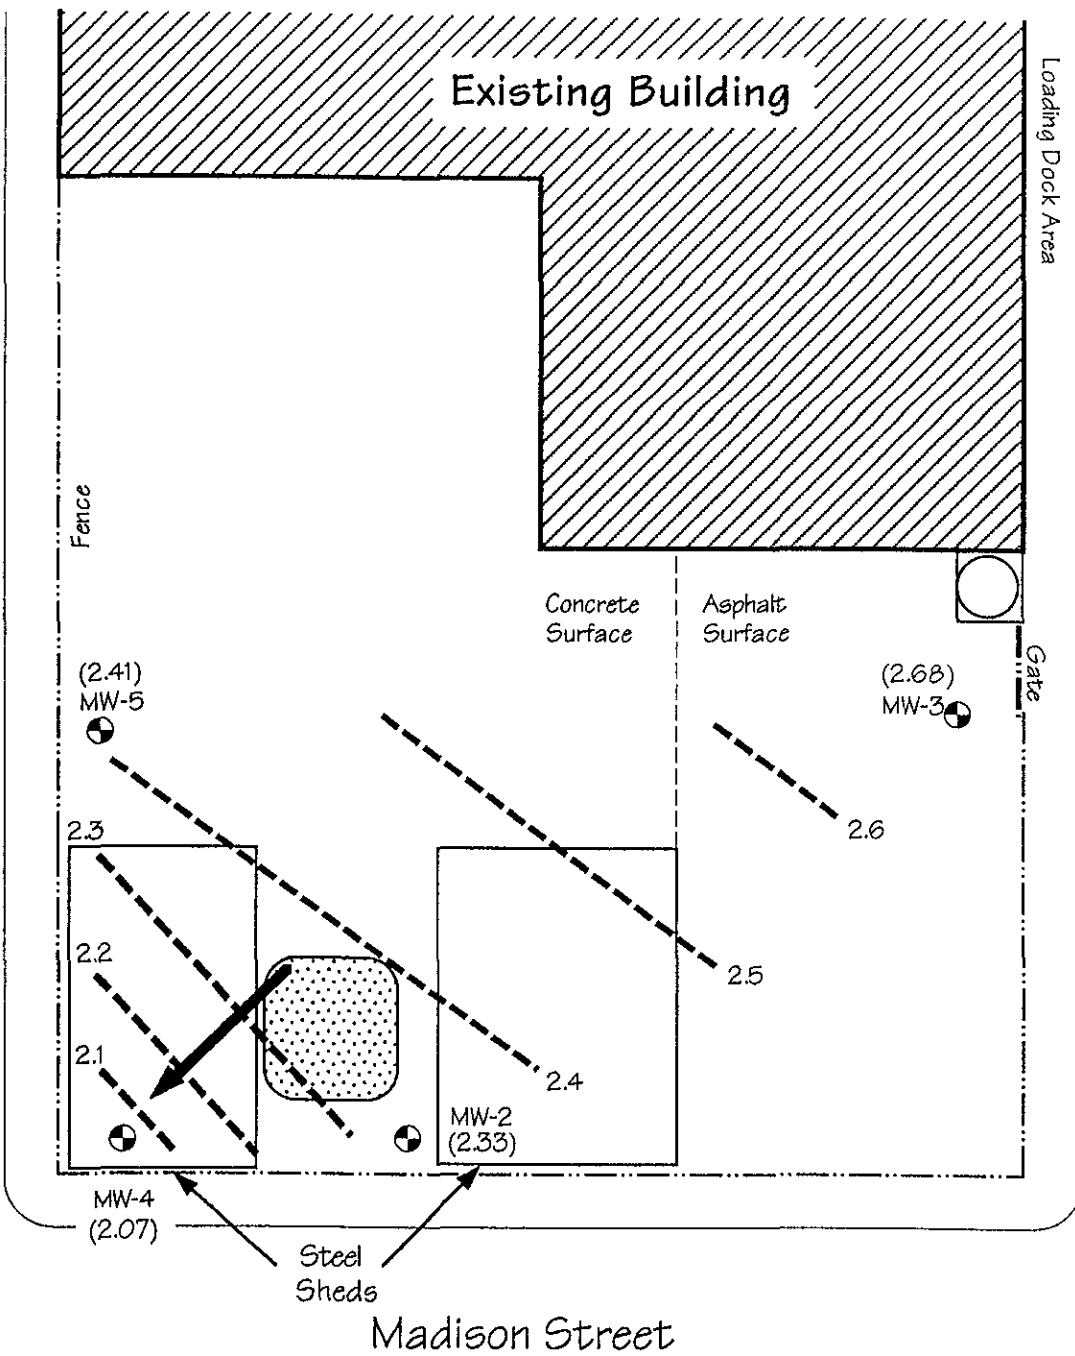 Existing Building
Loading Dock Area
Fence
Concrete
Surface
Asphalt
Surface
Gate
(2.41)
MW-5
(2.68)
MW-3
2.3
2.6
2.2
2.5
2.1
2.4
MW-2
(2.33)
MW-4
(2.07)
Steel
Sheds
Madison Street